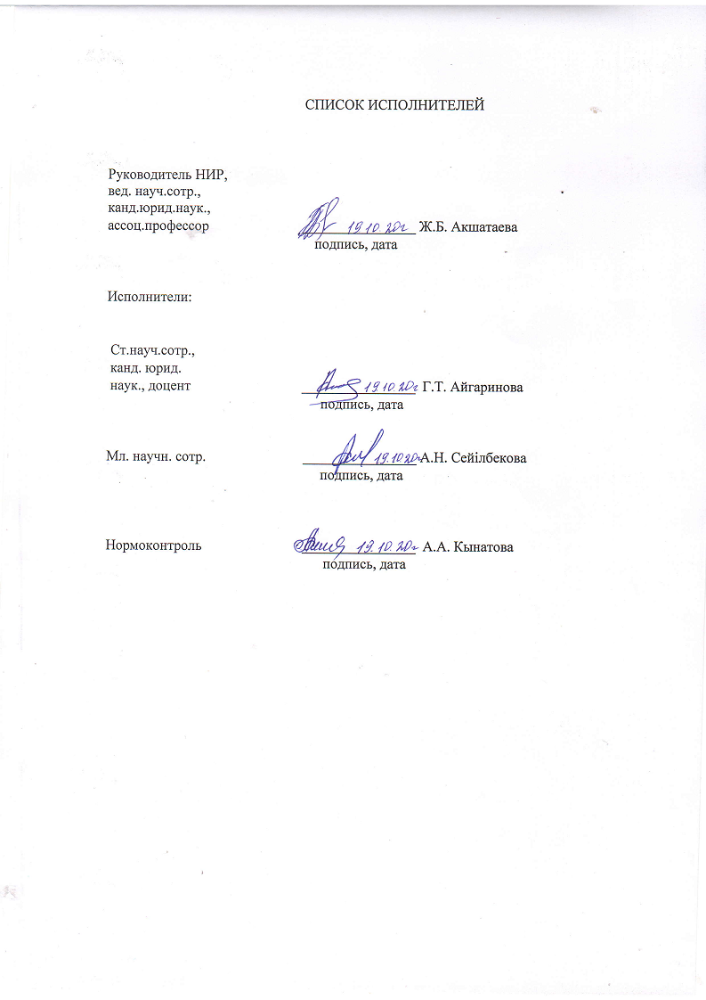 СПИСОК ИСПОЛНИТЕЛЕЙ
Руководитель НИР,
вед. науч.сотр.,
канд.юрид.наук.,
ассоц.профессор 19.10.20г Ж.Б. Акшатаева
подпись, дата
Исполнители:
Ст.науч.сотр.,
канд. юрид.
наук., доцент 19.10.20г Г.Т. Айгаринова
подпись, дата
Мл. научн. сотр. 19.10.20г А.Н. Сейілбекова
подпись, дата
Нормоконтроль 19.10.20г А.А. Кынатова
подпись, дата